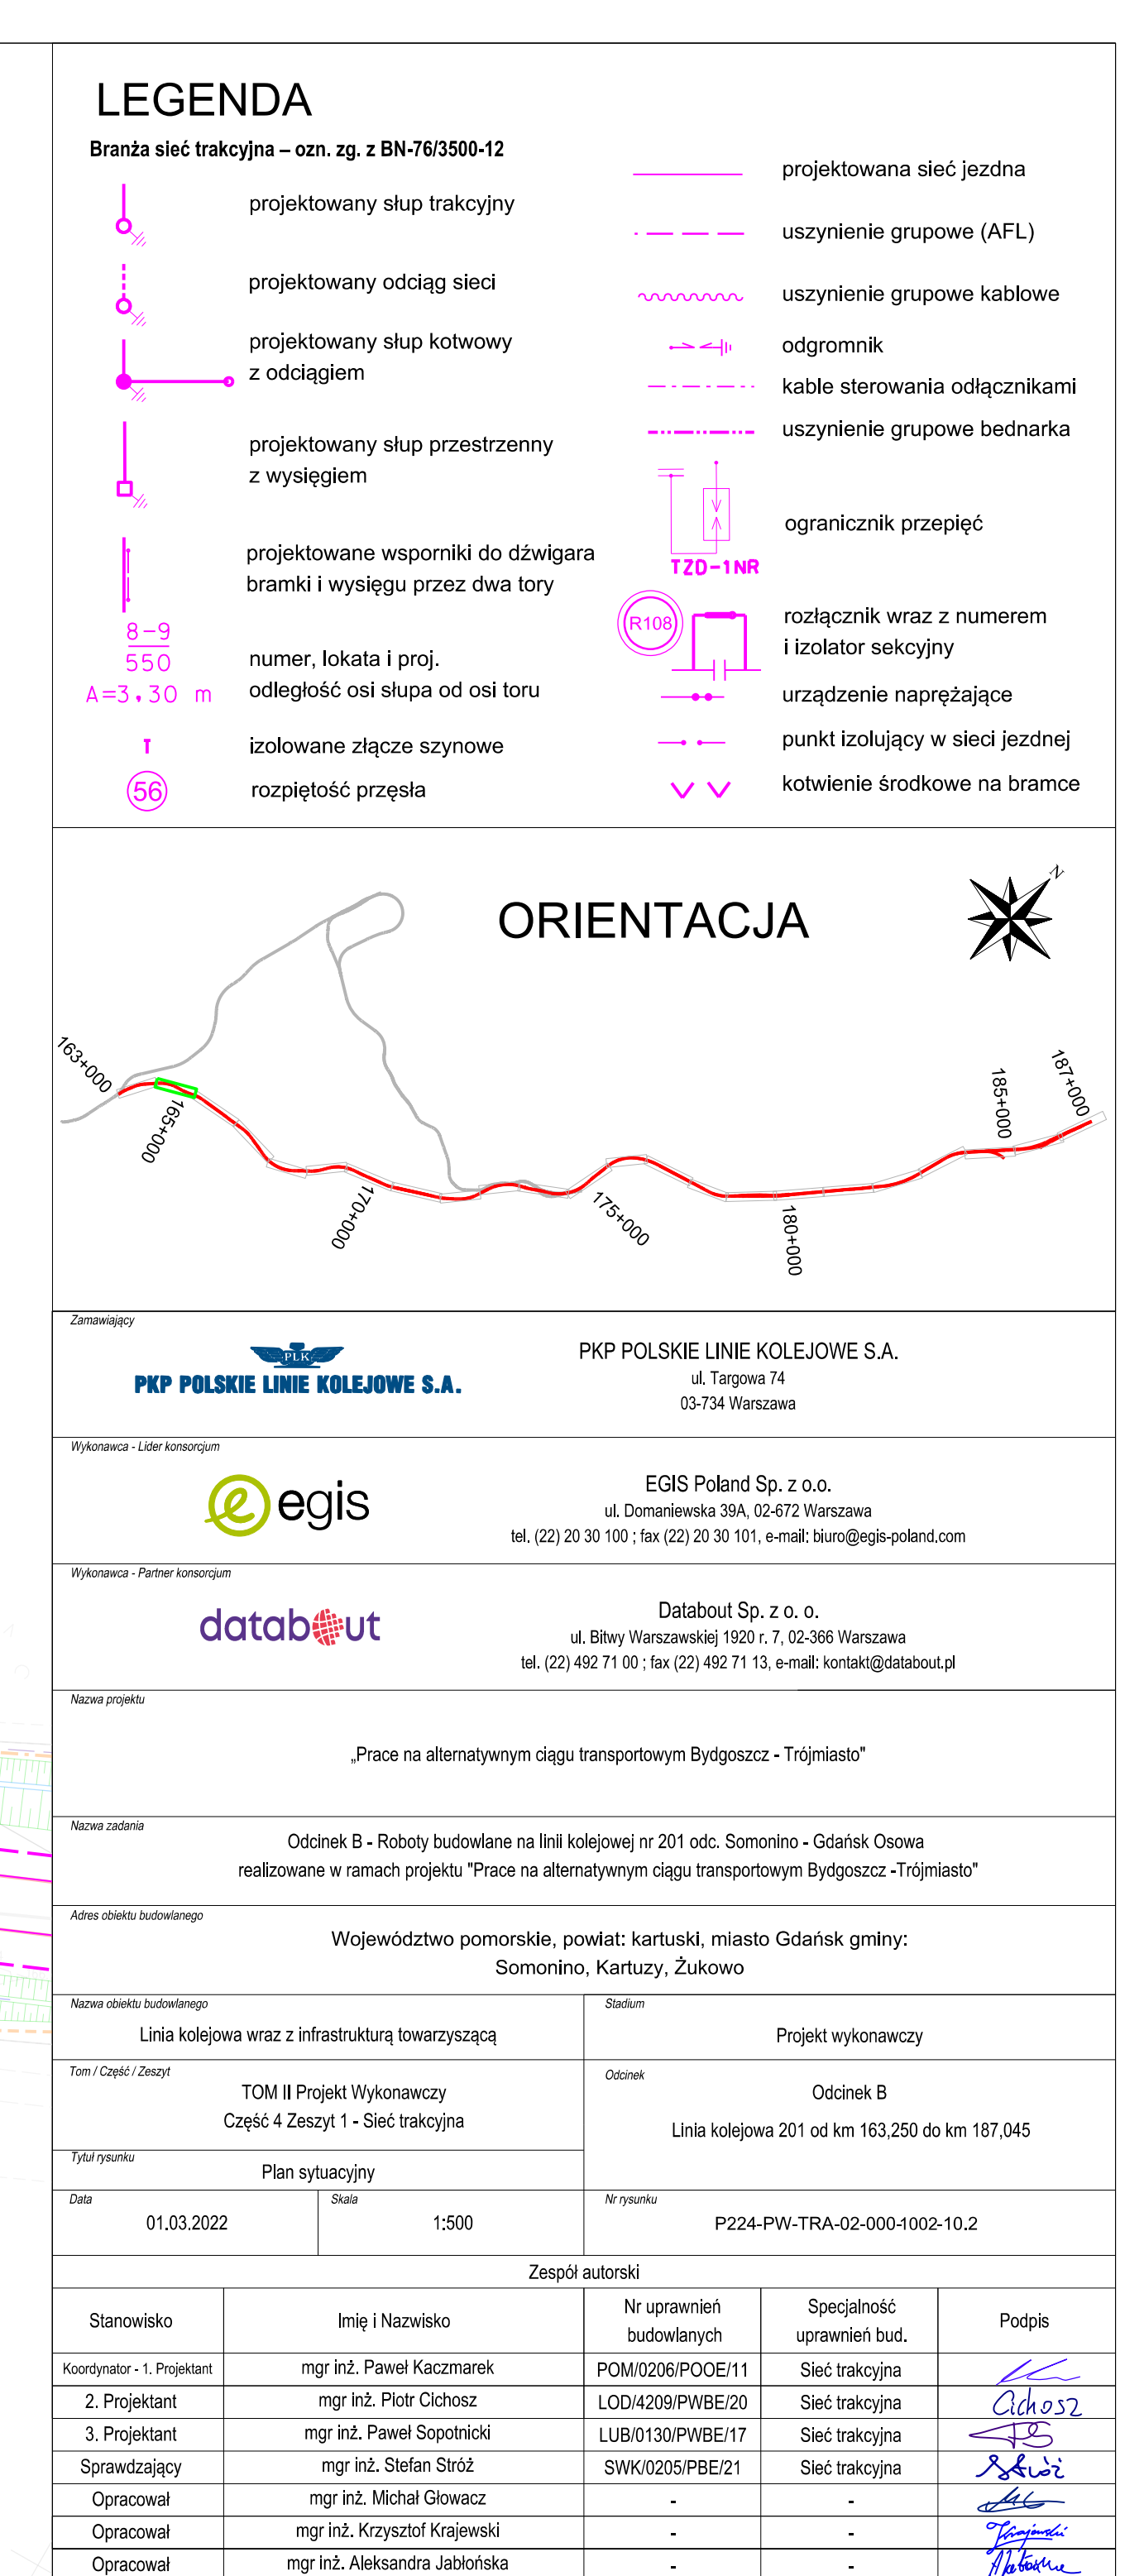 LEGENDA
Branża sieć trakcyjna – ozn. zg. z BN-76/3500-12
projektowany słup trakcyjny
projektowany odciąg sieci
projektowany słup kotwowy
z odciągiem
projektowany słup przestrzenny
z wysięgiem
projektowane wsporniki do dźwigara
bramki i wysięgu przez dwa tory
8-9
550
A=3,30 m
numer, lokata i proj.
odległość osi słupa od osi toru
izolowane złącze szynowe
56
rozpiętość przęsła
projektowana sieć jezdna
uszynienie grupowe (AFL)
uszynienie grupowe kablowe
odgromnik
kable sterowania odłącznikami
uszynienie grupowe bednarka
ogranicznik przepięć
TZD-1NR
R108
rozłącznik wraz z numerem
i izolator sekcyjny
urządzenie naprężające
punkt izolujący w sieci jezdnej
kotwienie środkowe na bramce
ORIENTACJA
N
163+000
165+000
170+000
175+000
180+000
185+000
187+000
Zamawiający
PLK
PKP POLSKIE LINIE KOLEJOWE S.A.
PKP POLSKIE LINIE KOLEJOWE S.A.
ul. Targowa 74
03-734 Warszawa
Wykonawca - Lider konsorcjum
egis
EGIS Poland Sp. z o.o.
ul. Domaniewska 39A, 02-672 Warszawa
tel. (22) 20 30 100 ; fax (22) 20 30 101, e-mail: biuro@egis-poland.com
Wykonawca - Partner konsorcjum
databout
Databout Sp. z o. o.
ul. Bitwy Warszawskiej 1920 r. 7, 02-366 Warszawa
tel. (22) 492 71 00 ; fax (22) 492 71 13, e-mail: kontakt@databout.pl
Nazwa projektu
„Prace na alternatywnym ciągu transportowym Bydgoszcz - Trójmiasto"
Nazwa zadania
Odcinek B - Roboty budowlane na linii kolejowej nr 201 odc. Somonino - Gdańsk Osowa
realizowane w ramach projektu "Prace na alternatywnym ciągu transportowym Bydgoszcz -Trójmiasto"
Adres obiektu budowlanego
Województwo pomorskie, powiat: kartuski, miasto Gdańsk gminy:
Somonino, Kartuzy, Żukowo
Nazwa obiektu budowlanego
Linia kolejowa wraz z infrastrukturą towarzyszącą
Stadium
Projekt wykonawczy
Tom / Część / Zeszyt
TOM II Projekt Wykonawczy
Część 4 Zeszyt 1 - Sieć trakcyjna
Odcinek
Odcinek B
Linia kolejowa 201 od km 163,250 do km 187,045
Tytuł rysunku
Plan sytuacyjny
Data
01.03.2022
Skala
1:500
Nr rysunku
P224-PW-TRA-02-000-1002-10.2
Zespół autorski
Stanowisko
Imię i Nazwisko
Nr uprawnień
budowlanych
Specjalność
uprawnień bud.
Podpis
Koordynator - 1. Projektant mgr inż. Paweł Kaczmarek POM/0206/POOE/11 Sieć trakcyjna
2. Projektant mgr inż. Piotr Cichosz LOD/4209/PWBE/20 Sieć trakcyjna Cichosz
3. Projektant mgr inż. Paweł Sopotnicki LUB/0130/PWBE/17 Sieć trakcyjna
Sprawdzający mgr inż. Stefan Stróż SWK/0205/PBE/21 Sieć trakcyjna
Opracował mgr inż. Michał Głowacz - -
Opracował mgr inż. Krzysztof Krajewski - - Krajewski
Opracował mgr inż. Aleksandra Jabłońska - -